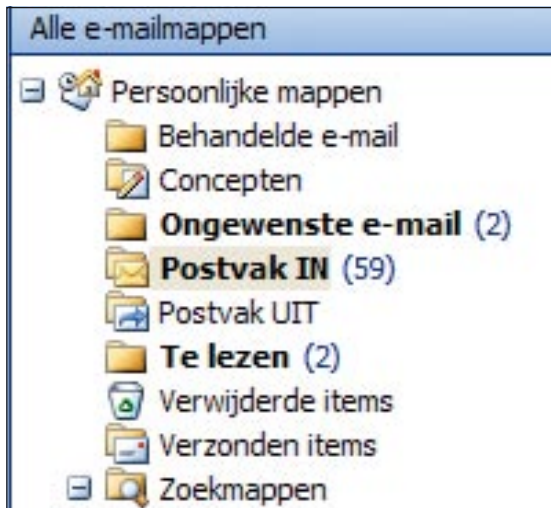 Alle e-mailmappen
Persoonlijke mappen
Behandelde e-mail
Concepten
Ongewenste e-mail (2)
Postvak IN (59)
Postvak UIT
Te lezen (2)
Verwijderde items
Verzonden items
Zoekmappen